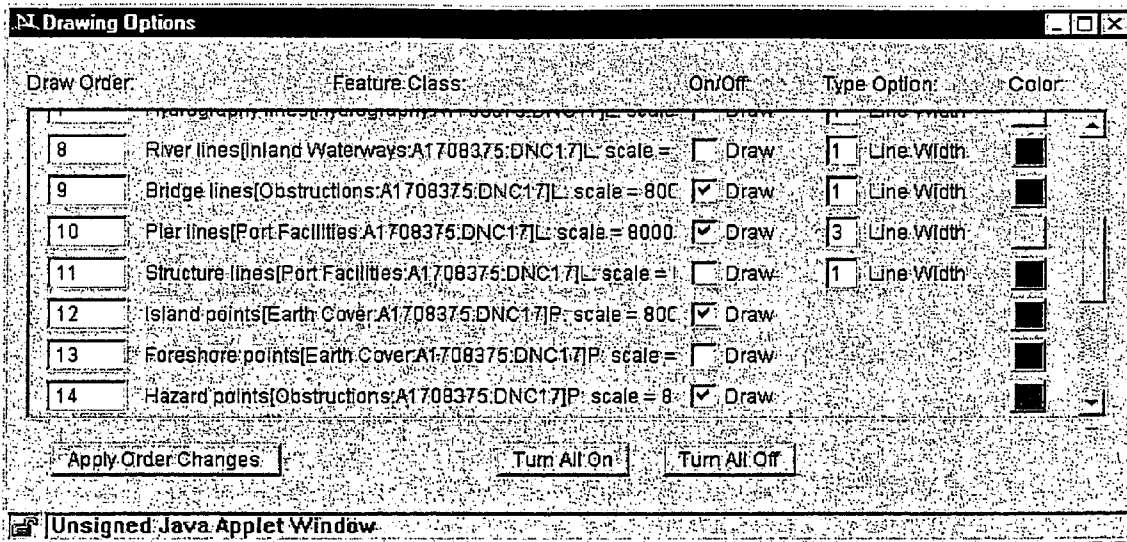 Drawing Options
Draw Order: Feature Class: On/Off: Type Option: Color:
8 River lines[Inland Waterways:A1708375:DNC17]L: scale = Draw 1 Line Width
9 Bridge lines[Obstructions:A1708375:DNC17]L: scale = 800 Draw 1 Line Width
10 Pier lines[Port Facilities:A1708375:DNC17]L: scale = 8000. Draw 3 Line Width
11 Structure lines[Port Facilities:A1708375:DNC17]L: scale = Draw 1 Line Width
12 Island points[Earth Cover:A1708375:DNC17]P: scale = 800 Draw
13 Foreshore points[Earth Cover:A1708375:DNC17]P: scale = Draw
14 Hazard points[Obstructions:A1708375:DNC17]P: scale = 8 Draw
Apply Order Changes Turn All On Turn All Off
Unsigned Java Applet Window